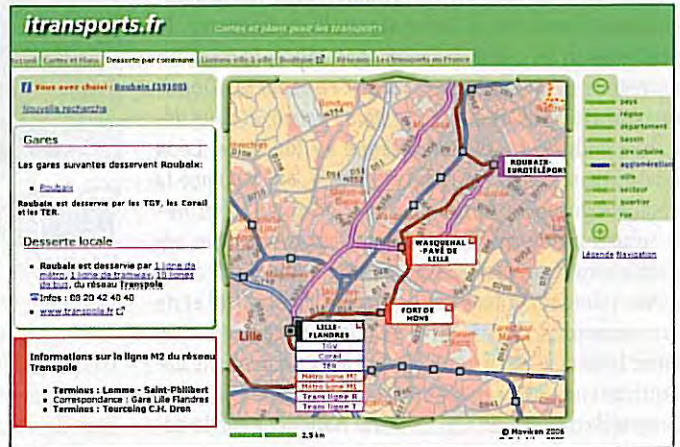 itransports.fr
Cartes et plans pour les transports
Accueil Cartes et Plans Desserte par commune Liaisons ville à ville Boutique Réseaux Les transports en France
Vous avez choisi : Roubaix (59100)
Nouvelle recherche
Gares
Les gares suivantes desservent Roubaix:
Roubaix
Roubaix est desservie par les TGV, les Corail
et les TER.
Desserte locale
Roubaix est desservie par 1 ligne de
métro, 1 ligne de tramway, 10 lignes
de bus, du réseau Transpole
Infos : 08 20 42 40 40
www.transpole.fr
Informations sur la ligne M2 du réseau
Transpole
Terminus : Lomme - Saint-Philibert
Correspondance : Gare Lille Flandres
Terminus : Tourcoing C.H. Dron
ROUBAIX-
EUROTÉLÉPORT
WASQUEHAL
-PAVÉ DE
LILLE
FORT DE
MONS
Lille
LILLE-
FLANDRES
TGV
Corail
TER
Métro ligne M2
Métro ligne M1
Tram ligne R
Tram ligne T
2,5 km
© Moviken 2006
pays
région
département
bassin
aire urbaine
agglomération
ville
secteur
quartier
rue
Légende Navigation